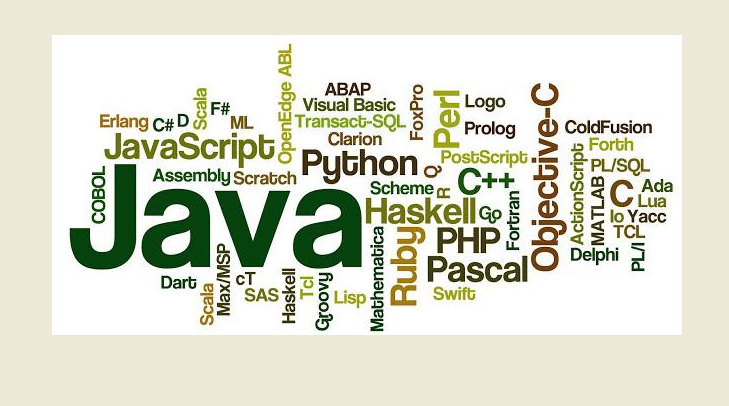 OpenEdge ABL
ABAP
FoxPro
Perl
Logo
Objective-C
Visual Basic
Scala
F#
Erlang
C#
D
ML
Transact-SQL
Prolog
ColdFusion
Clarion
Forth
JavaScript
Python
PostScript
ActionScript
PL/SQL
Assembly
Scratch
Q
Scheme
R
C++
MATLAB
C
Ada
Lua
COBOL
Java
Haskell
Go
Fortran
Io
Yacc
TCL
Mathematica
Ruby
PHP
Delphi
PL/I
Pascal
Dart
Scala
Max/MSP
cT
SAS
Haskell
Tcl
Groovy
Lisp
Swift